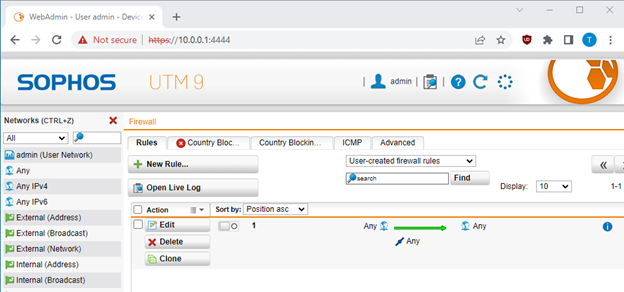 WebAdmin - User admin - Devic
Not secure | https://10.0.0.1:4444
T
SOPHOS UTM 9
admin
Networks (CTRL+Z)
All
admin (User Network)
Any
Any IPv4
Any IPv6
External (Address)
External (Broadcast)
External (Network)
Internal (Address)
Internal (Broadcast)
Firewall
Rules Country Bloc... Country Blockin... ICMP Advanced
+ New Rule...
User-created firewall rules
Open Live Log
search Find
Display: 10 1-1
Action Sort by: Position asc
Edit 1 Any Any
Delete Any
Clone